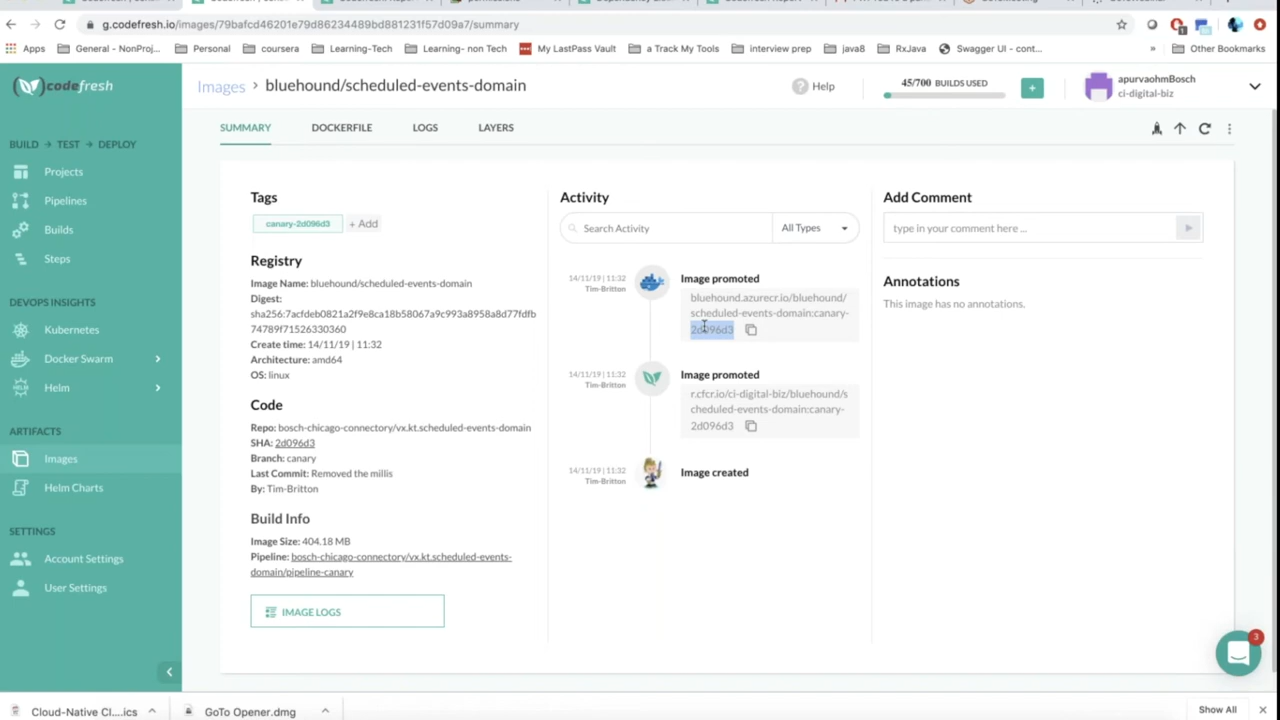 g.codefresh.io/images/79bafcd46201e79d86234489bd881231f57d09a7/summary
Apps
General - NonProj...
Personal
coursera
Learning-Tech
Learning- non Tech
My LastPass Vault
a Track My Tools
interview prep
java8
RxJava
Swagger UI - cont...
»
Other Bookmarks
codefresh
Images > bluehound/scheduled-events-domain
Help
45/700 BUILDS USED
+
apurvaohmBosch
ci-digital-biz
SUMMARY
DOCKERFILE
LOGS
LAYERS
BUILD → TEST → DEPLOY
Projects
Pipelines
Builds
Steps
DEVOPS INSIGHTS
Kubernetes
Docker Swarm
Helm
ARTIFACTS
Images
Helm Charts
SETTINGS
Account Settings
User Settings
Tags
canary-2d096d3
+ Add
Registry
Image Name: bluehound/scheduled-events-domain
Digest:
sha256:7acfdeb0821a2f9e8ca18b58067a9c993a8958a8d77fdfb
74789f71526330360
Create time: 14/11/19 | 11:32
Architecture: amd64
OS: linux
Code
Repo: bosch-chicago-connectory/vx.kt.scheduled-events-domain
SHA: 2d096d3
Branch: canary
Last Commit: Removed the millis
By: Tim-Britton
Build Info
Image Size: 404.18 MB
Pipeline: bosch-chicago-connectory/vx.kt.scheduled-events-
domain/pipeline-canary
IMAGE LOGS
Activity
Search Activity
All Types
14/11/19 | 11:32
Tim-Britton
Image promoted
bluehound.azurecr.io/bluehound/
scheduled-events-domain:canary-
2d096d3
14/11/19 | 11:32
Tim-Britton
Image promoted
r.cfcr.io/ci-digital-biz/bluehound/s
cheduled-events-domain:canary-
2d096d3
14/11/19 | 11:32
Tim-Britton
Image created
Add Comment
type in your comment here ...
Annotations
This image has no annotations.
3
Cloud-Native CI....ics
GoTo Opener.dmg
Show All